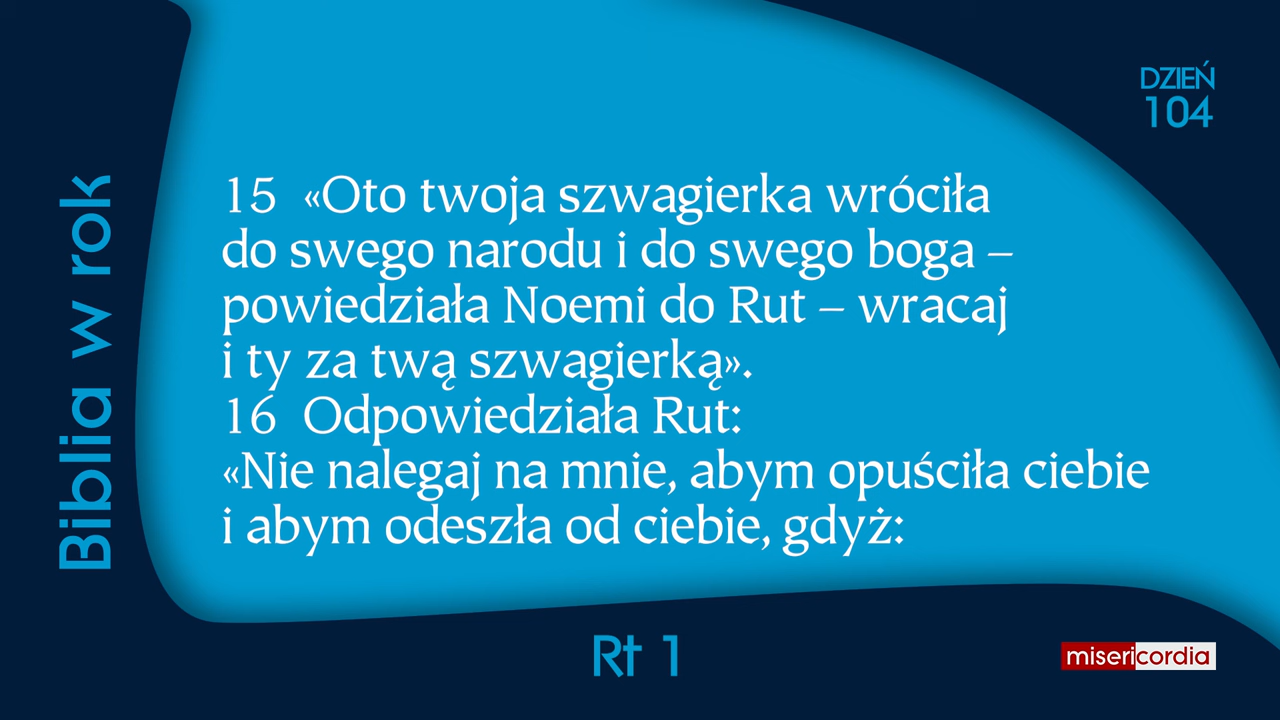 DZIEŃ
104
Biblia w rok
15 «Oto twoja szwagierka wróciła
do swego narodu i do swego boga –
powiedziała Noemi do Rut – wracaj
i ty za twą szwagierką».
16 Odpowiedziała Rut:
«Nie nalegaj na mnie, abym opuściła ciebie
i abym odeszła od ciebie, gdyż:
Rt 1
misericordia